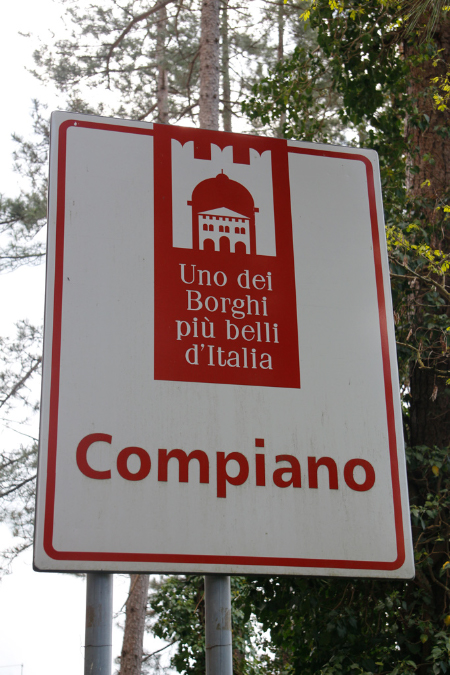 Uno dei
Borghi
più belli
d'Italia
Compiano